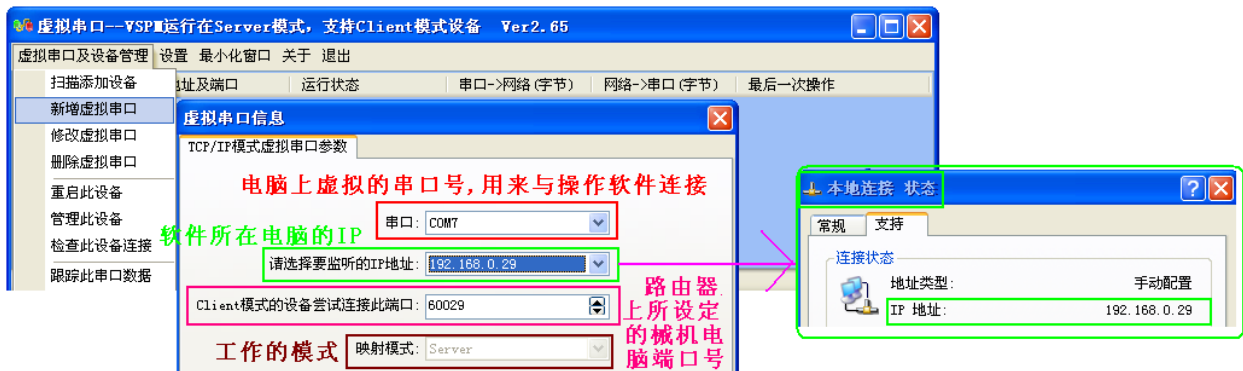 虚拟串口--VSPM运行在Server模式，支持Client模式设备 Ver2.65
虚拟串口及设备管理 设置 最小化窗口 关于 退出
扫描添加设备
址及端口 运行状态 串口->网络(字节) 网络->串口(字节) 最后一次操作
新增虚拟串口
修改虚拟串口
删除虚拟串口
重启此设备
管理此设备
检查此设备连接
跟踪此串口数据
虚拟串口信息
TCP/IP模式虚拟串口参数
电脑上虚拟的串口号,用来与操作软件连接
串口: COM7
软件所在电脑的IP
请选择要监听的IP地址: 192.168.0.29
Client模式的设备尝试连接此端口: 60029
路由器
上所设定
的械机电
脑端口号
工作的模式
映射模式: Server
本地连接 状态
常规 支持
连接状态
地址类型: 手动配置
IP 地址: 192.168.0.29